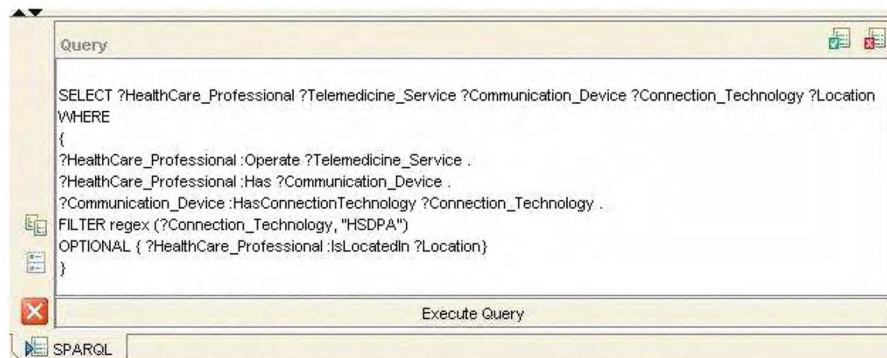 Query
SELECT ?HealthCare_Professional ?Telemedicine_Service ?Communication_Device ?Connection_Technology ?Location
WHERE
{
?HealthCare_Professional :Operate ?Telemedicine_Service .
?HealthCare_Professional :Has ?Communication_Device .
?Communication_Device :HasConnectionTechnology ?Connection_Technology .
FILTER regex (?Connection_Technology, "HSDPA")
OPTIONAL { ?HealthCare_Professional :IsLocatedIn ?Location}
}
Execute Query
SPARQL